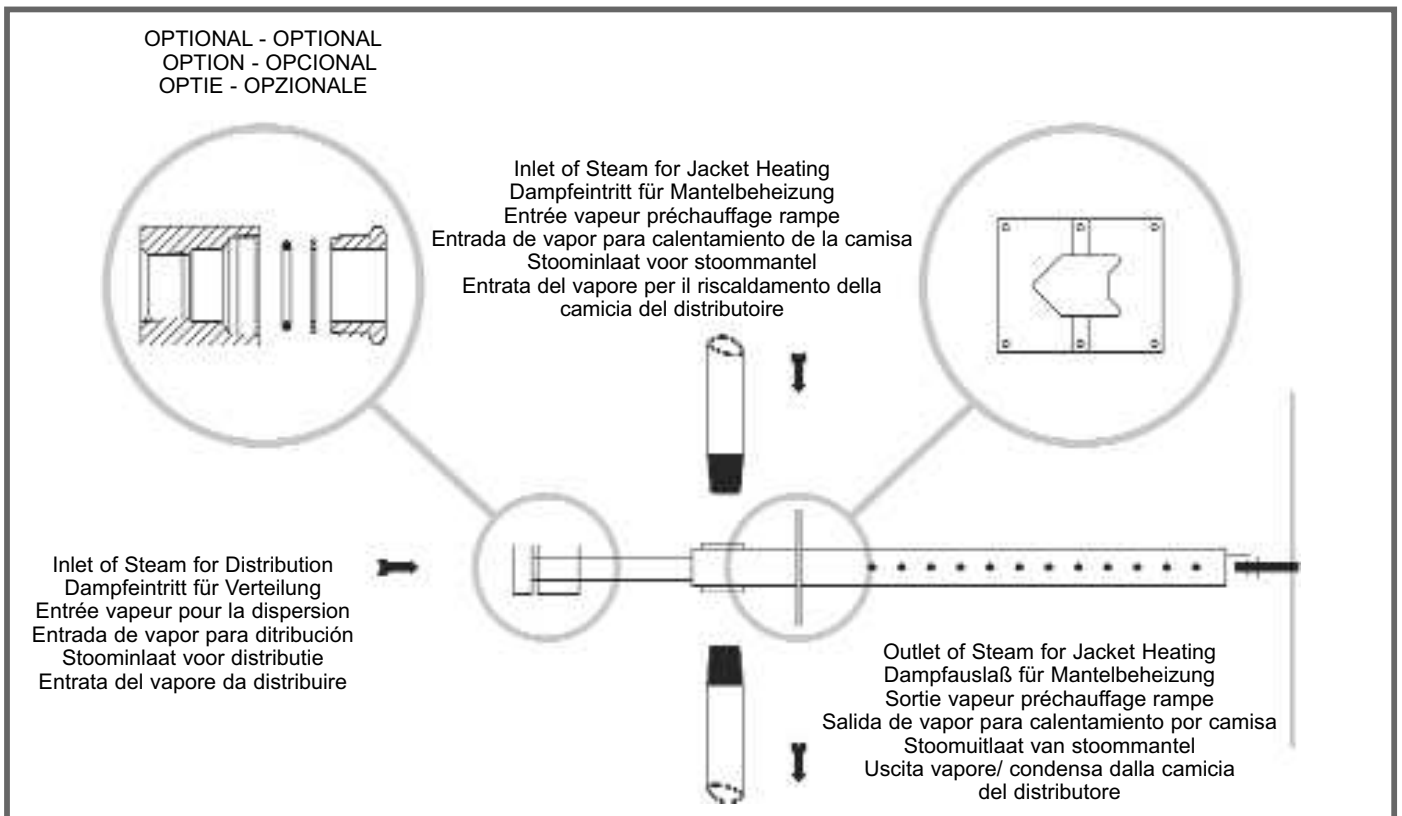 OPTIONAL - OPTIONAL
OPTION - OPCIONAL
OPTIE - OPZIONALE
Inlet of Steam for Jacket Heating
Dampfeintritt für Mantelbeheizung
Entrée vapeur préchauffage rampe
Entrada de vapor para calentamiento de la camisa
Stoominlaat voor stoommantel
Entrata del vapore per il riscaldamento della
camicia del distributoire
Inlet of Steam for Distribution
Dampfeintritt für Verteilung
Entrée vapeur pour la dispersion
Entrada de vapor para ditribución
Stoominlaat voor distributie
Entrata del vapore da distribuire
Outlet of Steam for Jacket Heating
Dampfauslaß für Mantelbeheizung
Sortie vapeur préchauffage rampe
Salida de vapor para calentamiento por camisa
Stoomuitlaat van stoommantel
Uscita vapore/ condensa dalla camicia
del distributore